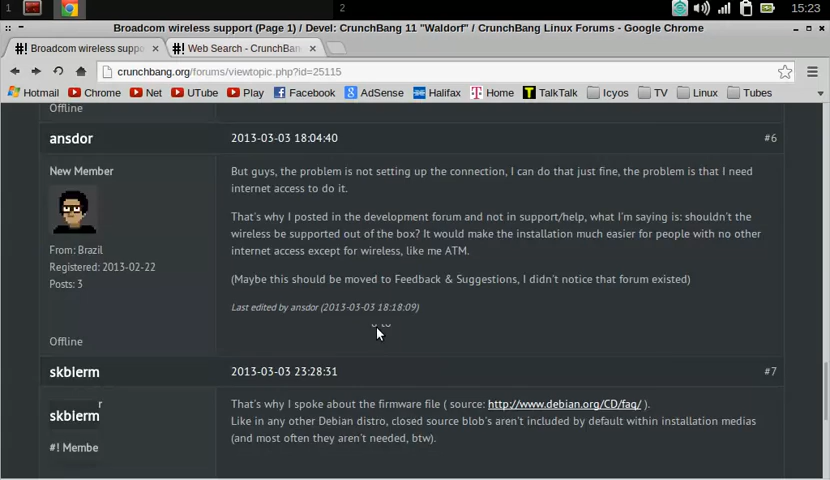 1 2 15:23
Broadcom wireless support (Page 1) / Devel: CrunchBang 11 "Waldorf" / CrunchBang Linux Forums - Google Chrome
#! Broadcom wireless suppo × #! Web Search - CrunchBan ×
crunchbang.org/forums/viewtopic.php?id=25115
Hotmail Chrome Net UTube Play Facebook AdSense Halifax Home TalkTalk Icyos TV Linux Tubes
Offline
ansdor 2013-03-03 18:04:40 #6
New Member
From: Brazil
Registered: 2013-02-22
Posts: 3
Offline
But guys, the problem is not setting up the connection, I can do that just fine, the problem is that I need
internet access to do it.
That's why I posted in the development forum and not in support/help, what I'm saying is: shouldn't the
wireless be supported out of the box? It would make the installation much easier for people with no other
internet access except for wireless, like me ATM.
(Maybe this should be moved to Feedback & Suggestions, I didn't notice that forum existed)
Last edited by ansdor (2013-03-03 18:18:09)
skbierm 2013-03-03 23:28:31 #7
skbierm
#! Membe
That's why I spoke about the firmware file ( source: http://www.debian.org/CD/faq/ ).
Like in any other Debian distro, closed source blob's aren't included by default within installation medias
(and most often they aren't needed, btw).